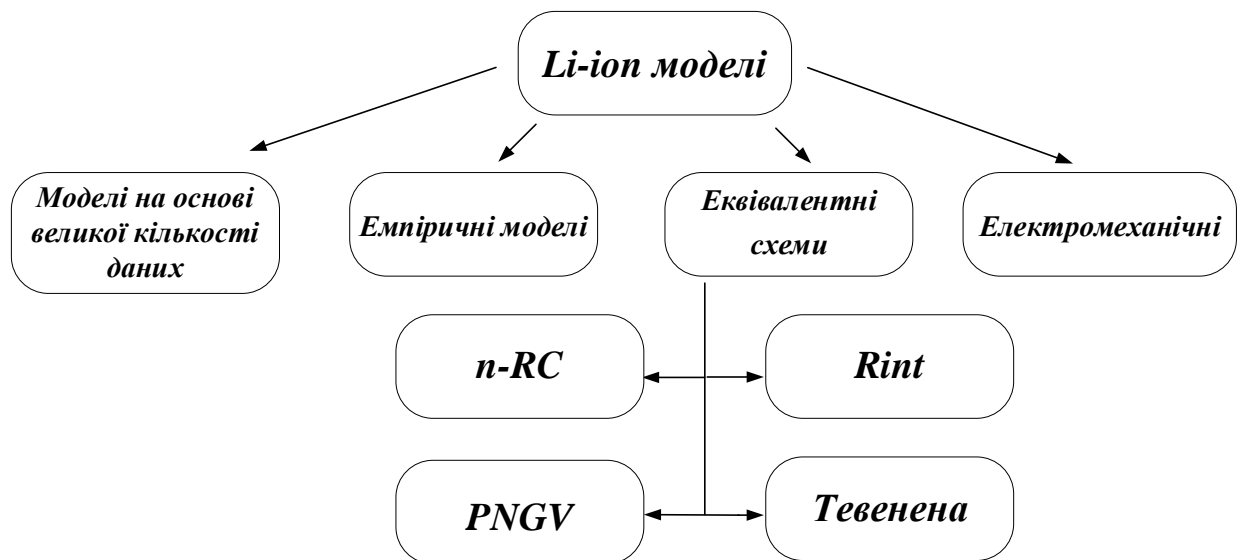 Li-ion моделі
Моделі на основі
великої кількості
даних
Емпіричні моделі
Еквівалентні
схеми
Електромеханічні
n-RC
Rint
PNGV
Тевенена